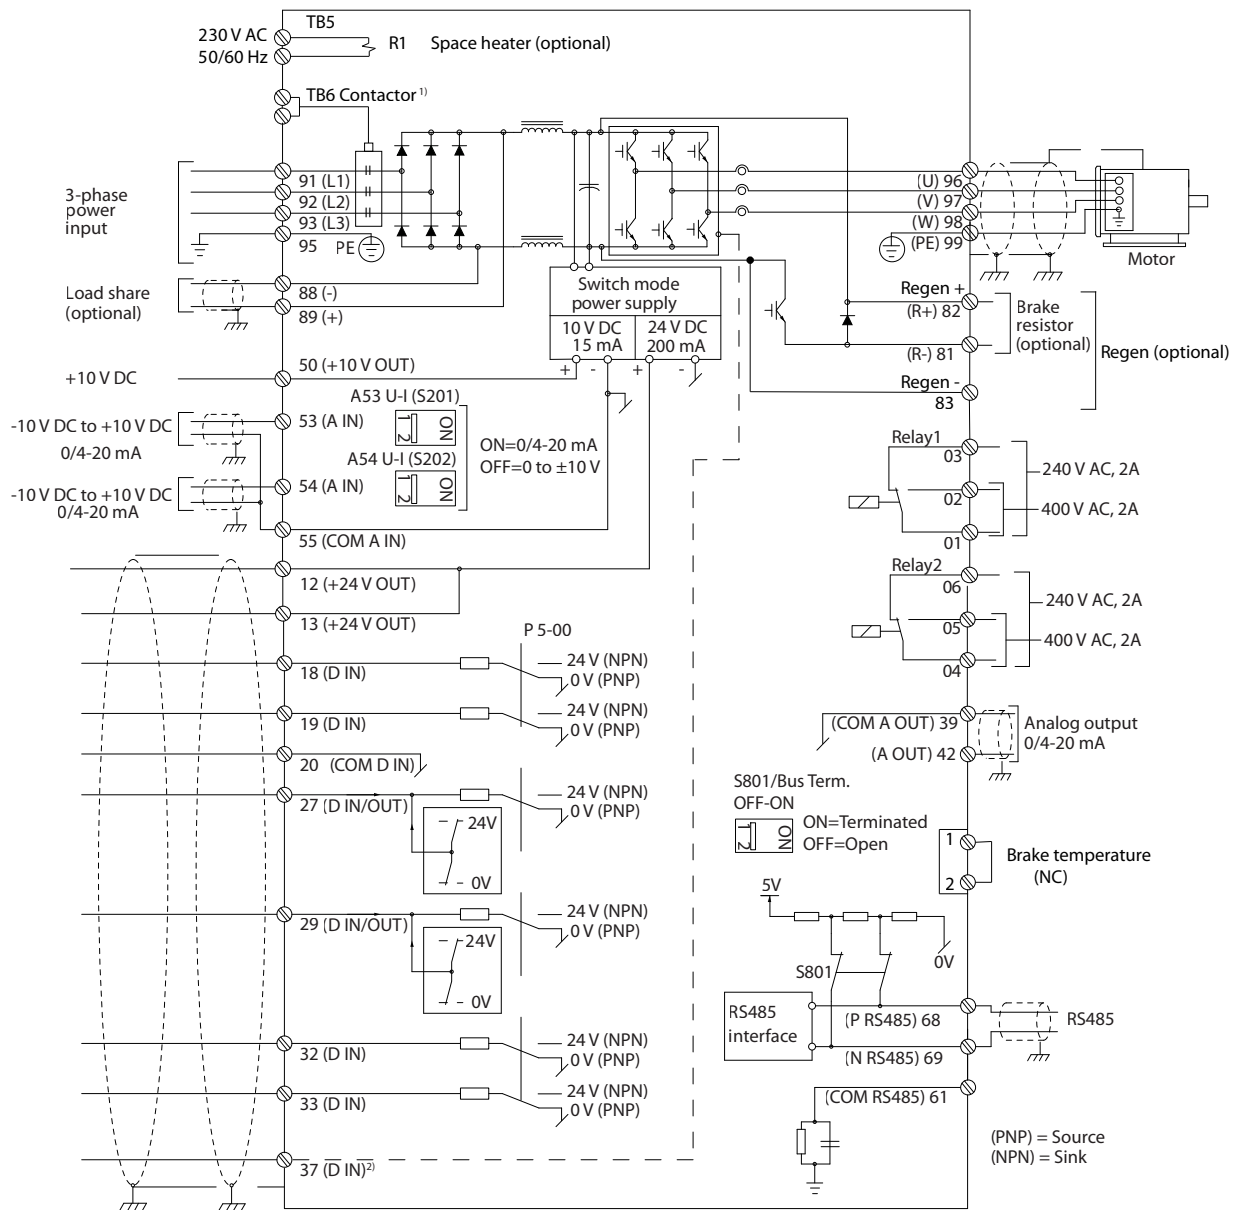 TB5
230 V AC
50/60 Hz
R1
Space heater (optional)
TB6 Contactor 1)
3-phase
power
input
91 (L1)
92 (L2)
93 (L3)
95
PE
Load share
(optional)
88 (-)
89 (+)
+10 V DC
50 (+10 V OUT)
-10 V DC to +10 V DC
0/4-20 mA
53 (A IN)
-10 V DC to +10 V DC
0/4-20 mA
54 (A IN)
55 (COM A IN)
A53 U-I (S201)
1 2
ON
A54 U-I (S202)
1 2
ON
ON=0/4-20 mA
OFF=0 to ±10 V
Switch mode
power supply
10 V DC
15 mA
24 V DC
200 mA
+ - + -
(U) 96
(V) 97
(W) 98
(PE) 99
Motor
Regen +
(R+) 82
Brake
resistor
(optional)
(R-) 81
Regen (optional)
Regen -
83
Relay1
03
240 V AC, 2A
02
400 V AC, 2A
01
Relay2
06
240 V AC, 2A
05
400 V AC, 2A
04
12 (+24 V OUT)
13 (+24 V OUT)
P 5-00
18 (D IN)
24 V (NPN)
0 V (PNP)
19 (D IN)
24 V (NPN)
0 V (PNP)
20 (COM D IN)
27 (D IN/OUT)
24 V (NPN)
0 V (PNP)
24V
0V
29 (D IN/OUT)
24 V (NPN)
0 V (PNP)
24V
0V
32 (D IN)
24 V (NPN)
0 V (PNP)
33 (D IN)
24 V (NPN)
0 V (PNP)
37 (D IN)2)
(COM A OUT) 39
(A OUT) 42
Analog output
0/4-20 mA
S801/Bus Term.
OFF-ON
1 2
ON
ON=Terminated
OFF=Open
1
2
Brake temperature
(NC)
5V
0V
S801
RS485
interface
(P RS485) 68
RS485
(N RS485) 69
(COM RS485) 61
(PNP) = Source
(NPN) = Sink